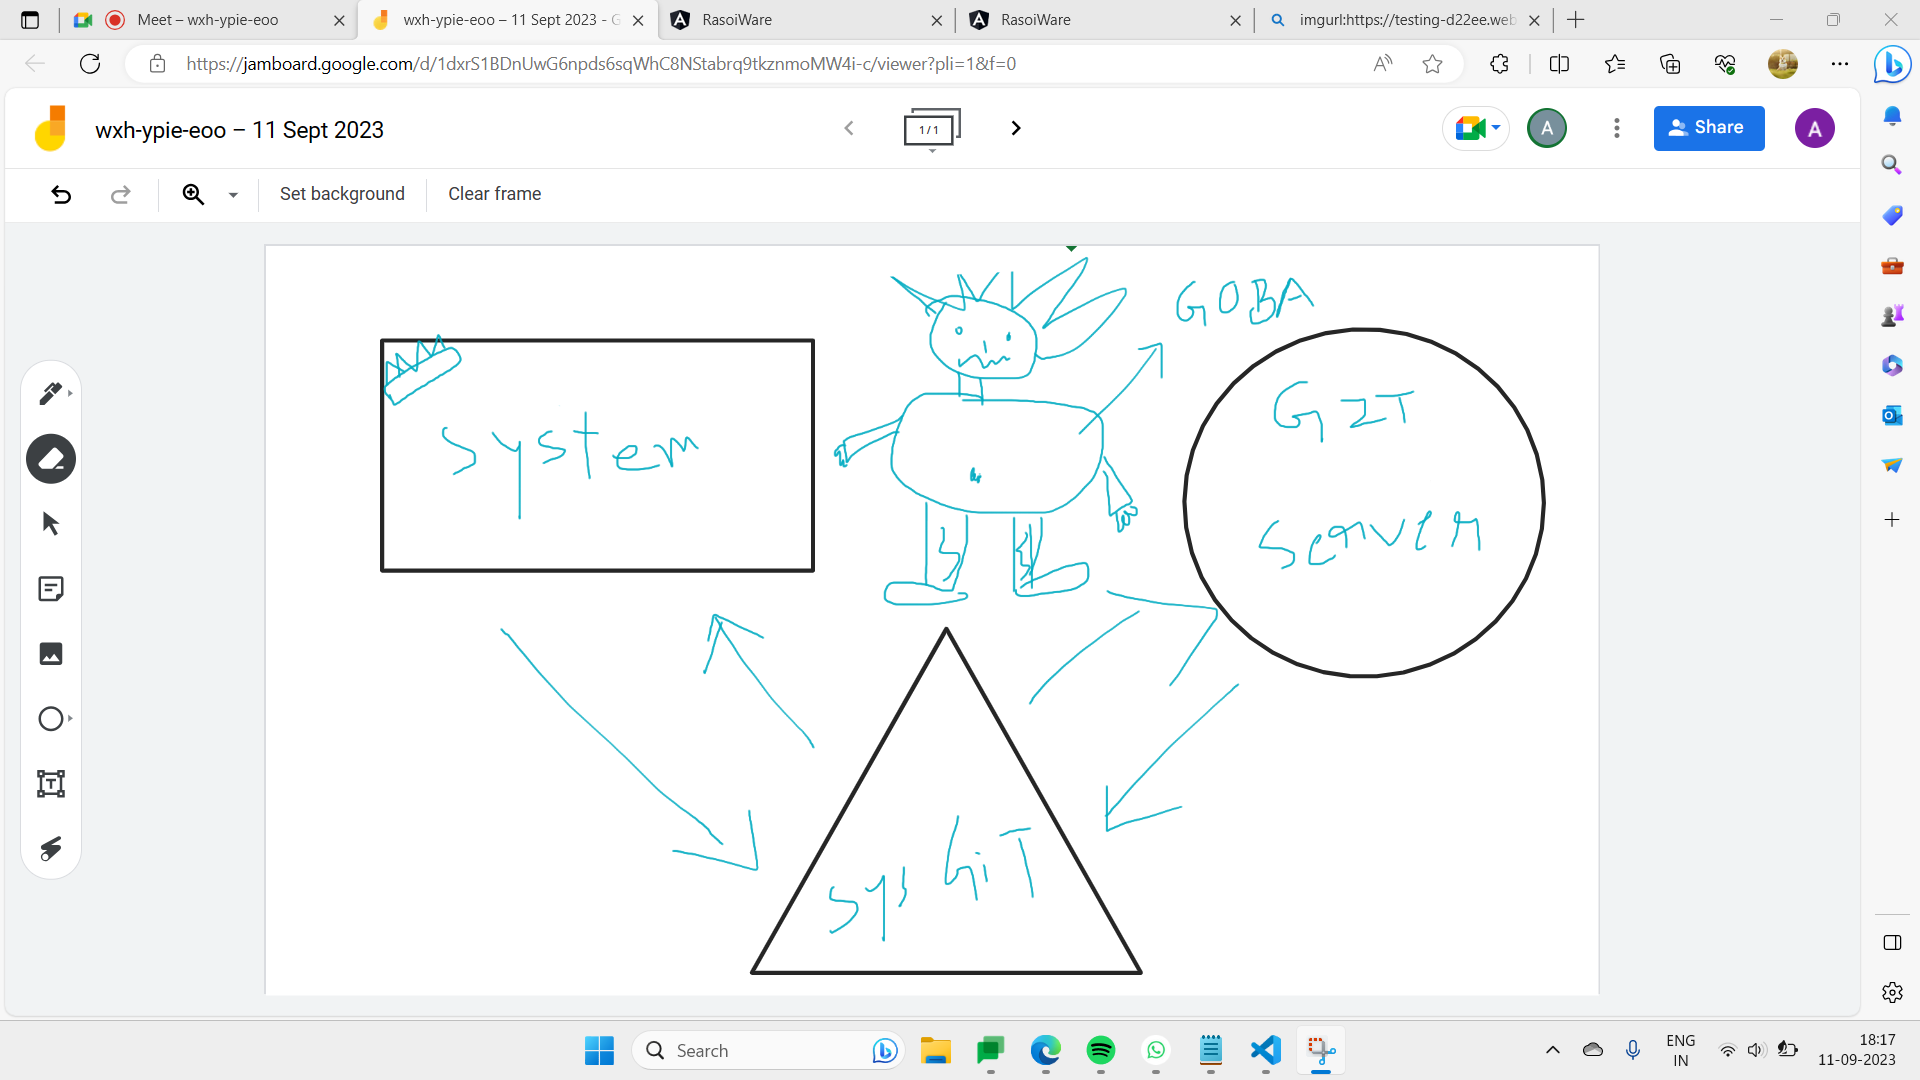 Meet – wxh-ypie-eoo
wxh-ypie-eoo – 11 Sept 2023 - G
RasoiWare
RasoiWare
imgurl:https://testing-d22ee.web
https://jamboard.google.com/d/1dxrS1BDnUwG6npds6sqWhC8NStabrq9tkznmoMW4i-c/viewer?pli=1&f=0
wxh-ypie-eoo – 11 Sept 2023
1 / 1
A
Share
A
Set background
Clear frame
GOBA
System
GIT
Server
sys GiT
Search
ENG
IN
18:17
11-09-2023